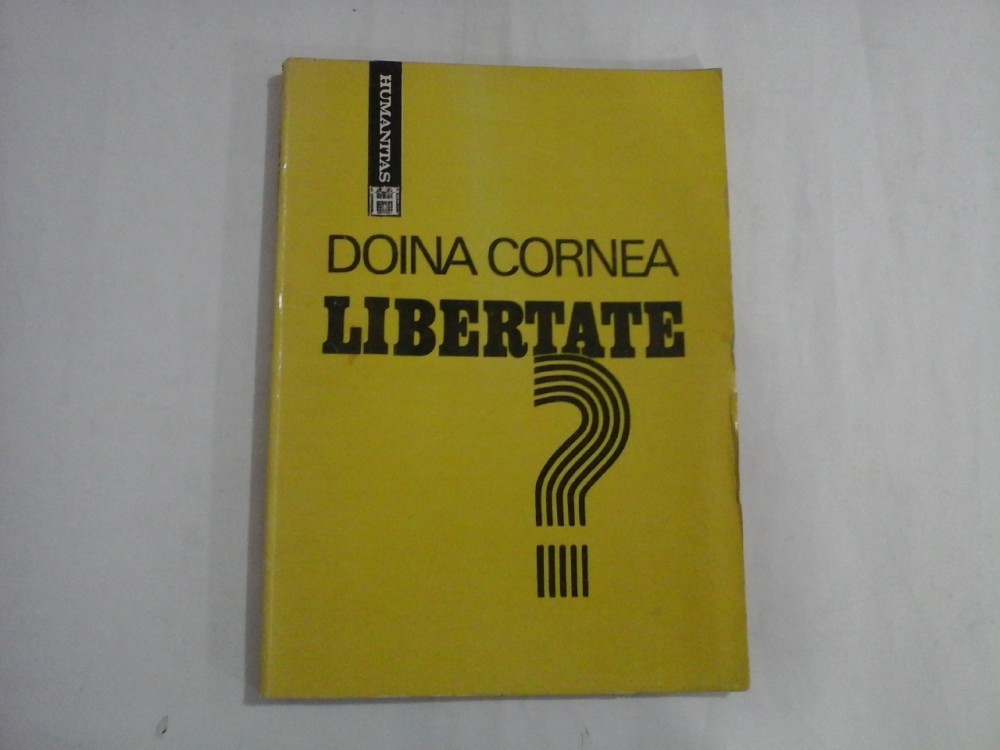 HUMANITAS
DOINA CORNEA
LIBERTATE
?